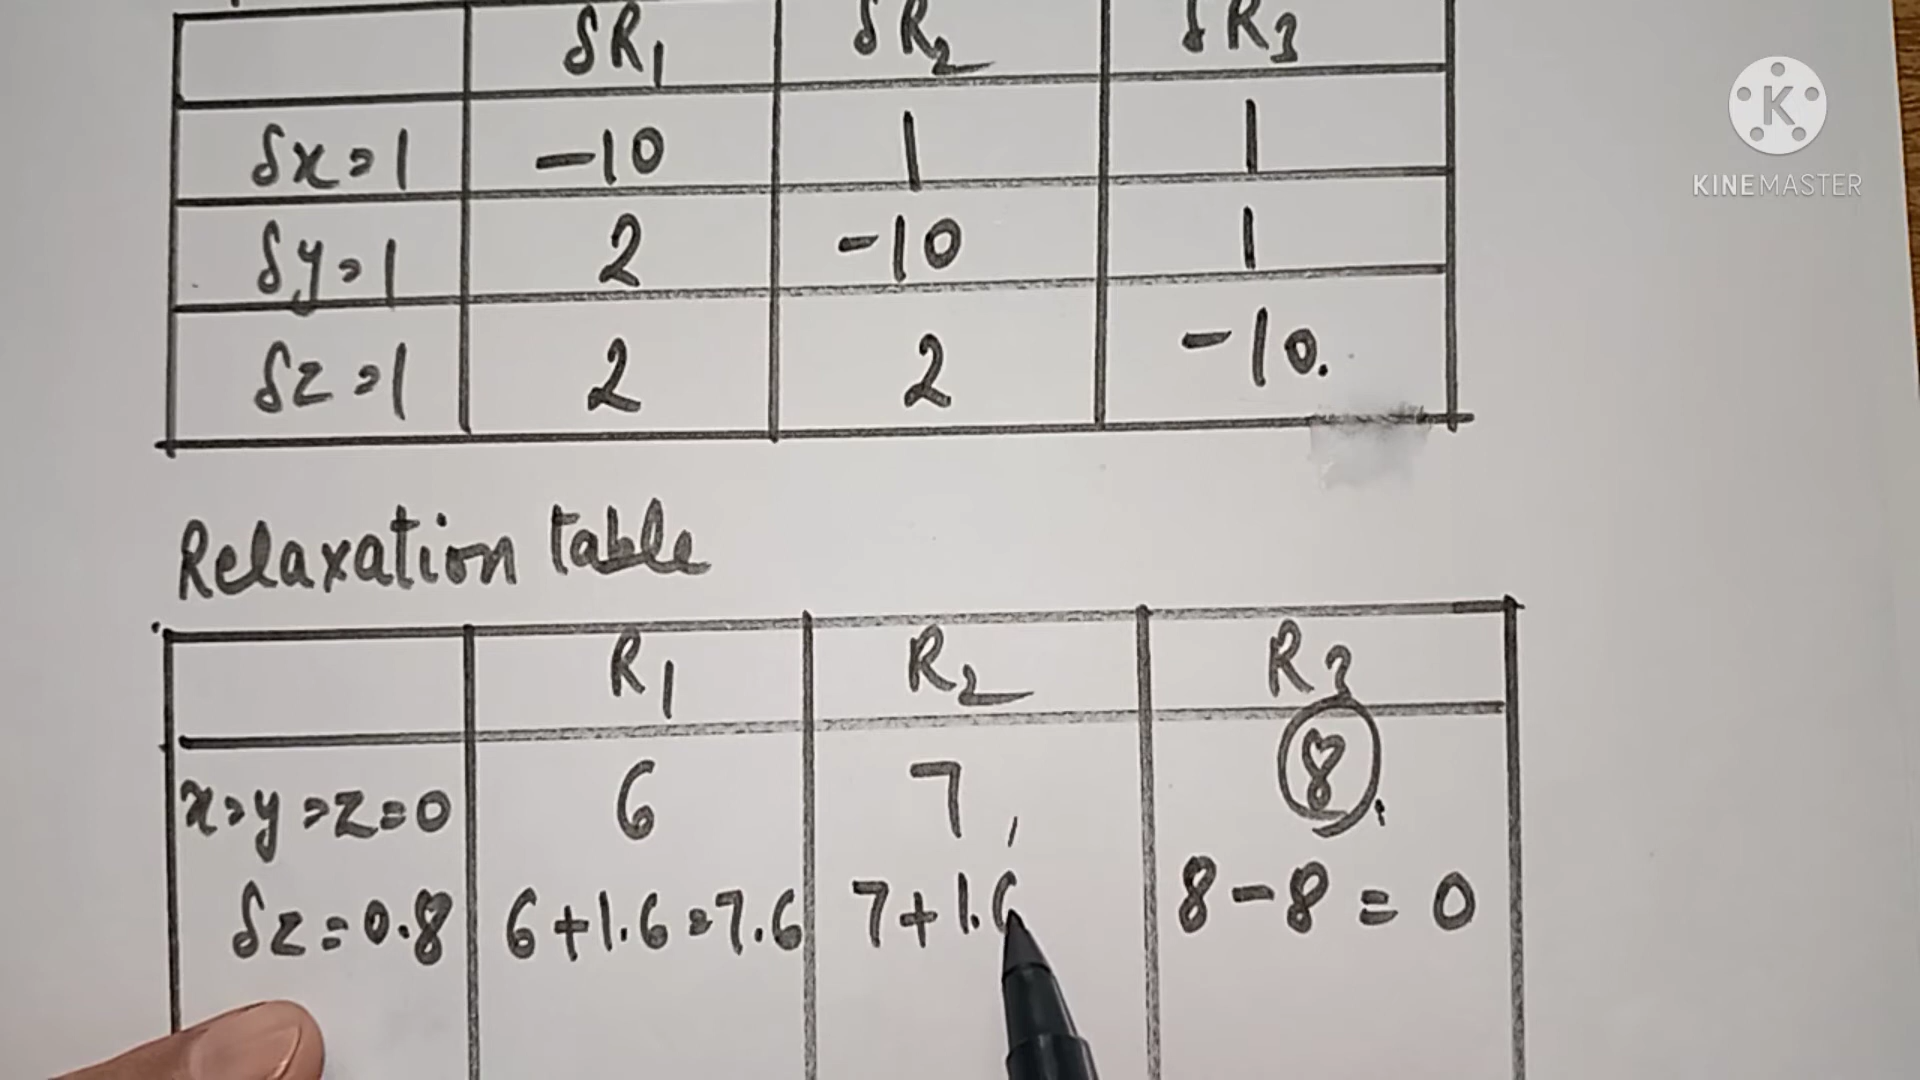 δR1 δR2 δR3
δx=1 -10 1 1
δy=1 2 -10 1
δz=1 2 2 -10.
K
KINEMASTER
Relaxation table
R1 R2 R3
x=y=z=0 6 7, 8.
δz=0.8 6+1.6=7.6 7+1.6 8-8=0